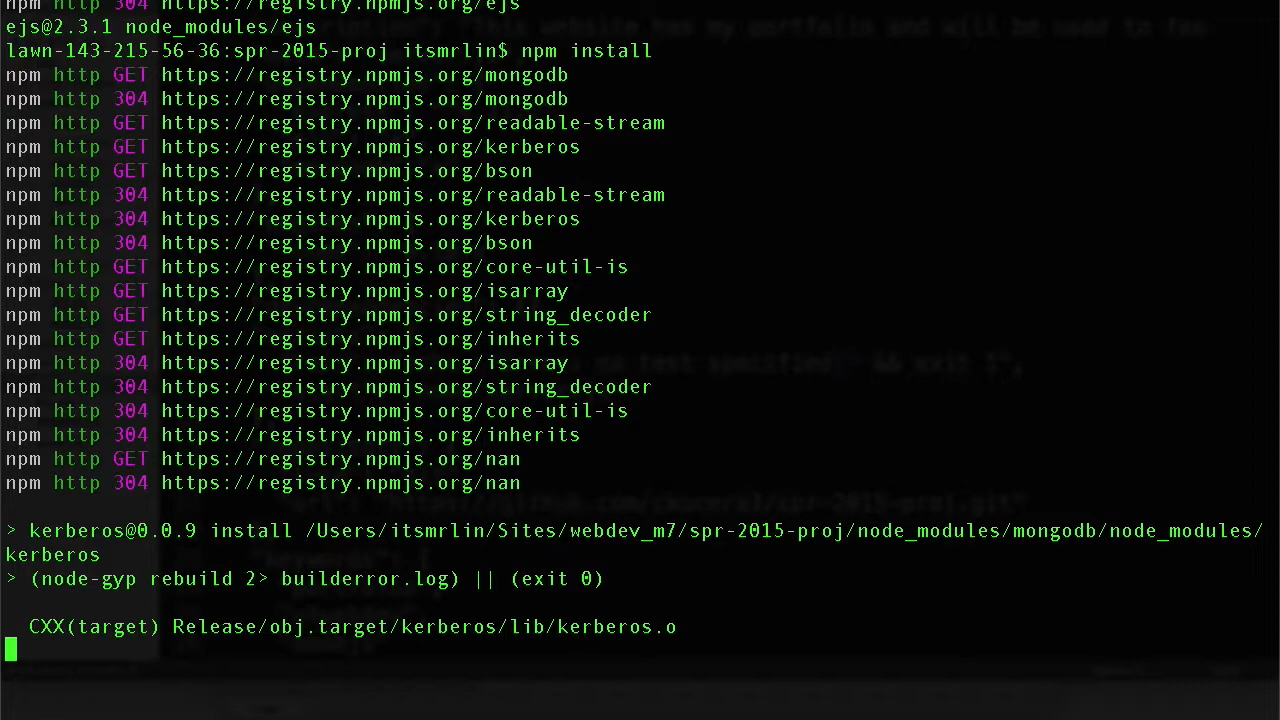 npm http 304 https://registry.npmjs.org/ejs
ejs@2.3.1 node_modules/ejs
lawn-143-215-56-36:spr-2015-proj itsmrlin$ npm install
npm http GET https://registry.npmjs.org/mongodb
npm http 304 https://registry.npmjs.org/mongodb
npm http GET https://registry.npmjs.org/readable-stream
npm http GET https://registry.npmjs.org/kerberos
npm http GET https://registry.npmjs.org/bson
npm http 304 https://registry.npmjs.org/readable-stream
npm http 304 https://registry.npmjs.org/kerberos
npm http 304 https://registry.npmjs.org/bson
npm http GET https://registry.npmjs.org/core-util-is
npm http GET https://registry.npmjs.org/isarray
npm http GET https://registry.npmjs.org/string_decoder
npm http GET https://registry.npmjs.org/inherits
npm http 304 https://registry.npmjs.org/isarray
npm http 304 https://registry.npmjs.org/string_decoder
npm http 304 https://registry.npmjs.org/core-util-is
npm http 304 https://registry.npmjs.org/inherits
npm http GET https://registry.npmjs.org/nan
npm http 304 https://registry.npmjs.org/nan
> kerberos@0.0.9 install /Users/itsmrlin/Sites/webdev_m7/spr-2015-proj/node_modules/mongodb/node_modules/
kerberos
> (node-gyp rebuild 2> builderror.log) || (exit 0)
CXX(target) Release/obj.target/kerberos/lib/kerberos.o